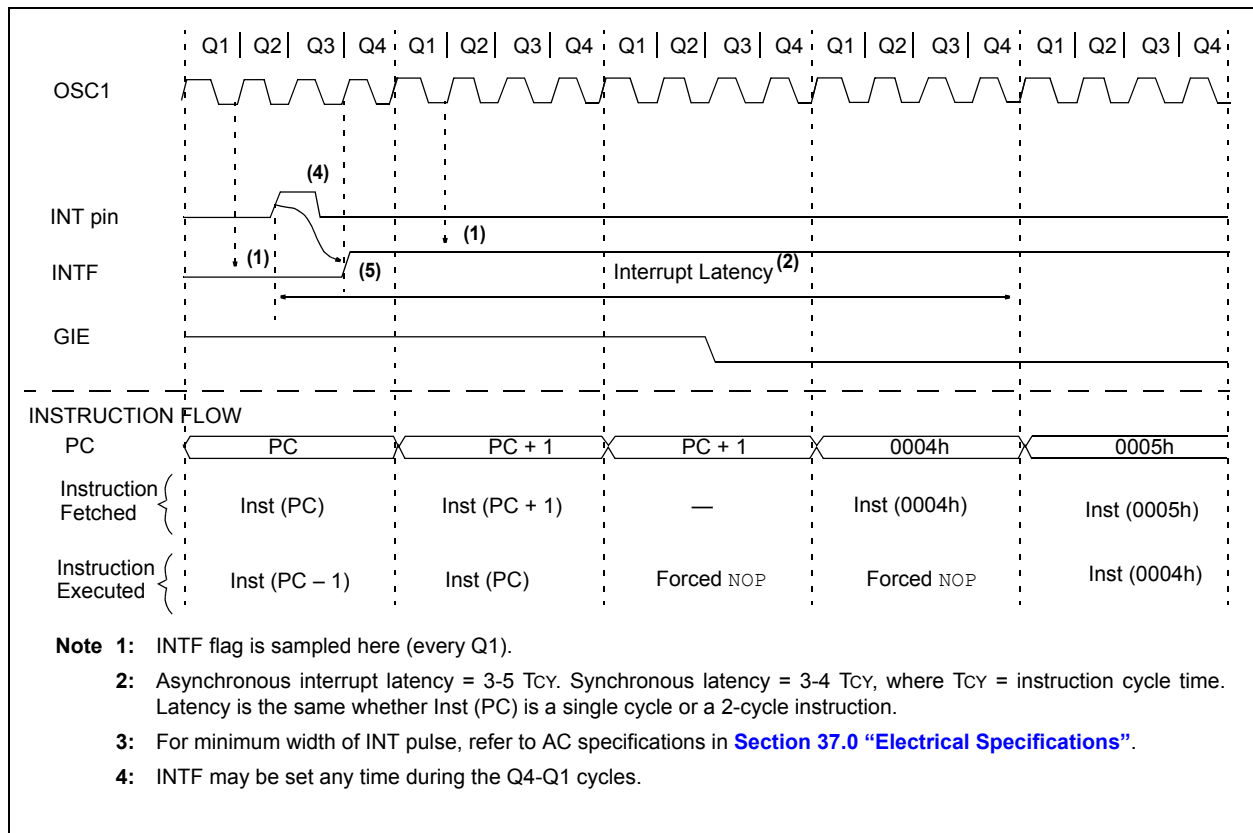 Q1 Q2 Q3 Q4 Q1 Q2 Q3 Q4 Q1 Q2 Q3 Q4 Q1 Q2 Q3 Q4 Q1 Q2 Q3 Q4
OSC1
(4)
INT pin
(1)
(1)
INTF
(5)
Interrupt Latency (2)
GIE
INSTRUCTION FLOW
PC PC PC + 1 PC + 1 0004h 0005h
Instruction
Fetched
Inst (PC) Inst (PC + 1) — Inst (0004h) Inst (0005h)
Instruction
Executed
Inst (PC – 1) Inst (PC) Forced NOP Forced NOP Inst (0004h)
Note 1: INTF flag is sampled here (every Q1).
2: Asynchronous interrupt latency = 3-5 TCY. Synchronous latency = 3-4 TCY, where TCY = instruction cycle time.
Latency is the same whether Inst (PC) is a single cycle or a 2-cycle instruction.
3: For minimum width of INT pulse, refer to AC specifications in Section 37.0 “Electrical Specifications”.
4: INTF may be set any time during the Q4-Q1 cycles.